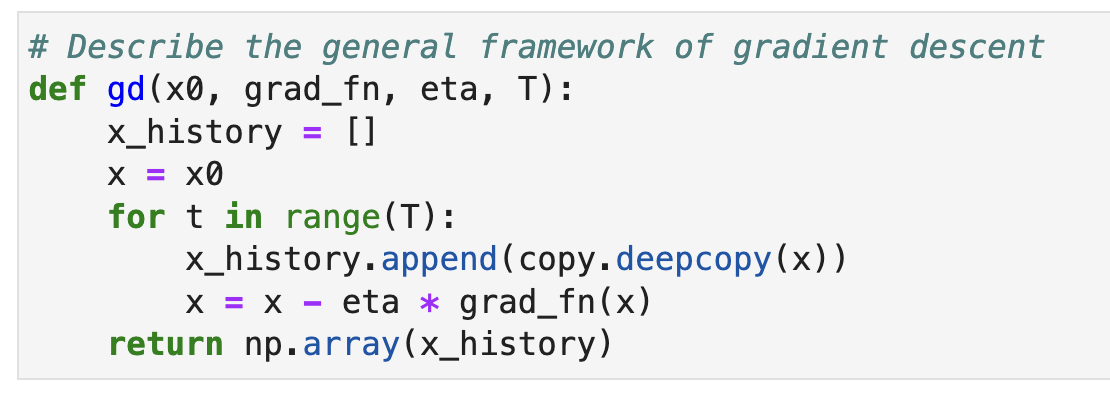 # Describe the general framework of gradient descent
def gd(x0, grad_fn, eta, T):
    x_history = []
    x = x0
    for t in range(T):
        x_history.append(copy.deepcopy(x))
        x = x - eta * grad_fn(x)
    return np.array(x_history)